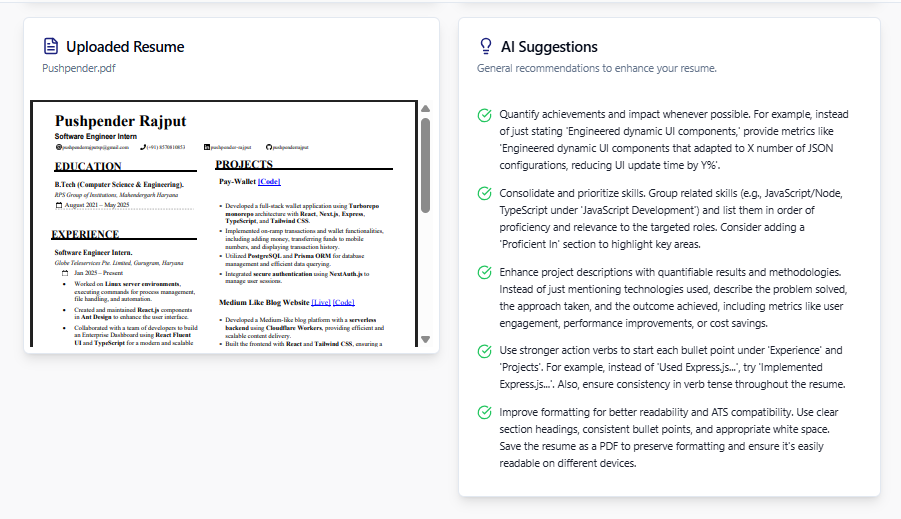 Uploaded Resume
Pushpender.pdf
Pushpender Rajput
Software Engineer Intern
pushpenderrajputnp@gmail.com (+91) 8570810853 pushpender-rajput pushpendrajput
EDUCATION
B.Tech (Computer Science & Engineering).
RPS Group of Institutions, Mahendergarh Haryana
August 2021 – May 2025
EXPERIENCE
Software Engineer Intern.
Globe Teleservices Pte. Limited, Gurugram, Haryana
Jan 2025 – Present
• Worked on Linux server environments,
executing commands for process management,
file handling, and automation.
• Created and maintained React.js components
in Ant Design to enhance the user interface.
• Collaborated with a team of developers to build
an Enterprise Dashboard using React Fluent
UI and TypeScript for a modern and scalable
PROJECTS
Pay-Wallet [Code]
• Developed a full-stack wallet application using Turborepo
monorepo architecture with React, Next.js, Express,
TypeScript, and Tailwind CSS.
• Implemented on-ramp transactions and wallet functionalities,
including adding money, transferring funds to mobile
numbers, and displaying transaction history.
• Utilized PostgreSQL and Prisma ORM for database
management and efficient data querying.
• Integrated secure authentication using NextAuth.js to
manage user sessions.
Medium Like Blog Website [Live] [Code]
• Developed a Medium-like blog platform with a serverless
backend using Cloudflare Workers, providing efficient and
scalable content delivery.
• Built the frontend with React and Tailwind CSS, ensuring a
AI Suggestions
General recommendations to enhance your resume.
Quantify achievements and impact whenever possible. For example, instead
of just stating 'Engineered dynamic UI components,' provide metrics like
'Engineered dynamic UI components that adapted to X number of JSON
configurations, reducing UI update time by Y%'.
Consolidate and prioritize skills. Group related skills (e.g., JavaScript/Node,
TypeScript under 'JavaScript Development') and list them in order of
proficiency and relevance to the targeted roles. Consider adding a
'Proficient In' section to highlight key areas.
Enhance project descriptions with quantifiable results and methodologies.
Instead of just mentioning technologies used, describe the problem solved,
the approach taken, and the outcome achieved, including metrics like user
engagement, performance improvements, or cost savings.
Use stronger action verbs to start each bullet point under 'Experience' and
'Projects'. For example, instead of 'Used Express.js...', try 'Implemented
Express.js...'. Also, ensure consistency in verb tense throughout the resume.
Improve formatting for better readability and ATS compatibility. Use clear
section headings, consistent bullet points, and appropriate white space.
Save the resume as a PDF to preserve formatting and ensure it's easily
readable on different devices.